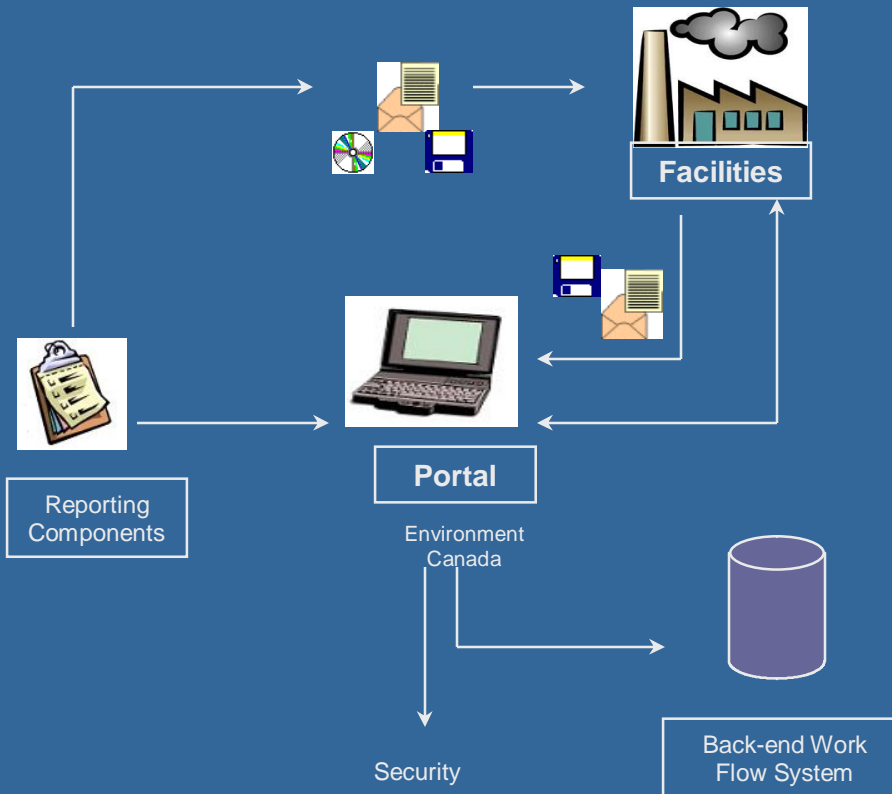 Facilities
Portal
Reporting
Components
Environment
Canada
Back-end Work
Flow System
Security